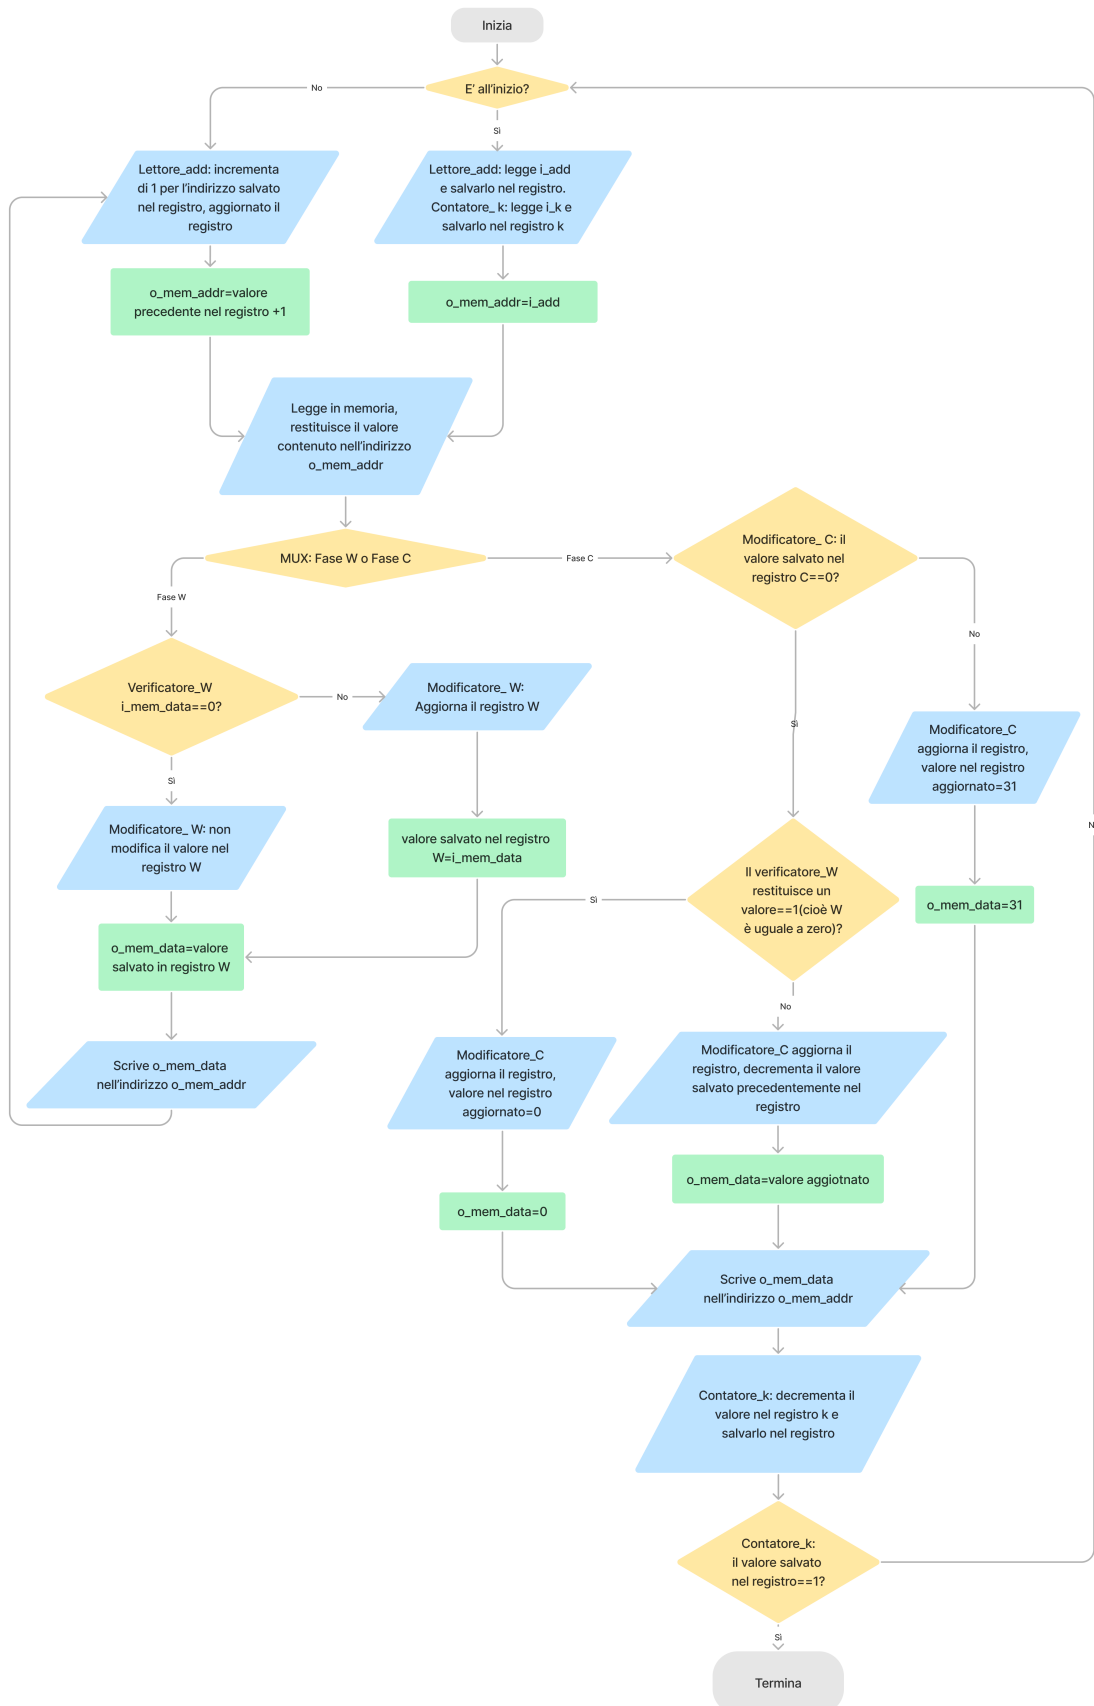 Inizia
E' all'inizio?
No
Sì
Lettore_add: incrementa
di 1 per l'indirizzo salvato
nel registro, aggiornato il
registro
Lettore_add: legge i_add
e salvarlo nel registro.
Contatore_ k: legge i_k e
salvarlo nel registro k
o_mem_addr=valore
precedente nel registro +1
o_mem_addr=i_add
Legge in memoria,
restituisce il valore
contenuto nell'indirizzo
o_mem_addr
MUX: Fase W o Fase C
Fase C
Fase W
Modificatore_ C: il
valore salvato nel
registro C==0?
No
Sì
Verificatore_W
i_mem_data==0?
No
Sì
Modificatore_ W:
Aggiorna il registro W
Modificatore_C
aggiorna il registro,
valore nel registro
aggiornato=31
Modificatore_ W: non
modifica il valore nel
registro W
valore salvato nel registro
W=i_mem_data
N
Il verificatore_W
restituisce un
valore==1(cioè W
è uguale a zero)?
Sì
No
o_mem_data=31
o_mem_data=valore
salvato in registro W
Scrive o_mem_data
nell'indirizzo o_mem_addr
Modificatore_C
aggiorna il registro,
valore nel registro
aggiornato=0
Modificatore_C aggiorna il
registro, decrementa il valore
salvato precedentemente nel
registro
o_mem_data=valore aggiotnato
o_mem_data=0
Scrive o_mem_data
nell'indirizzo o_mem_addr
Contatore_k: decrementa il
valore nel registro k e
salvarlo nel registro
Contatore_k:
il valore salvato
nel registro==1?
Sì
Termina